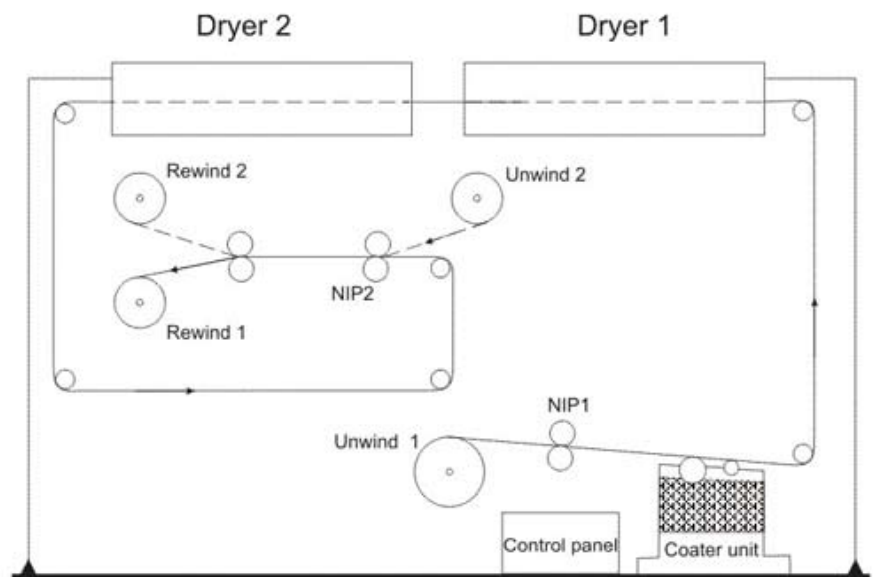 Dryer 2
Dryer 1
Rewind 2
Unwind 2
NIP2
Rewind 1
NIP1
Unwind 1
Control panel
Coater unit